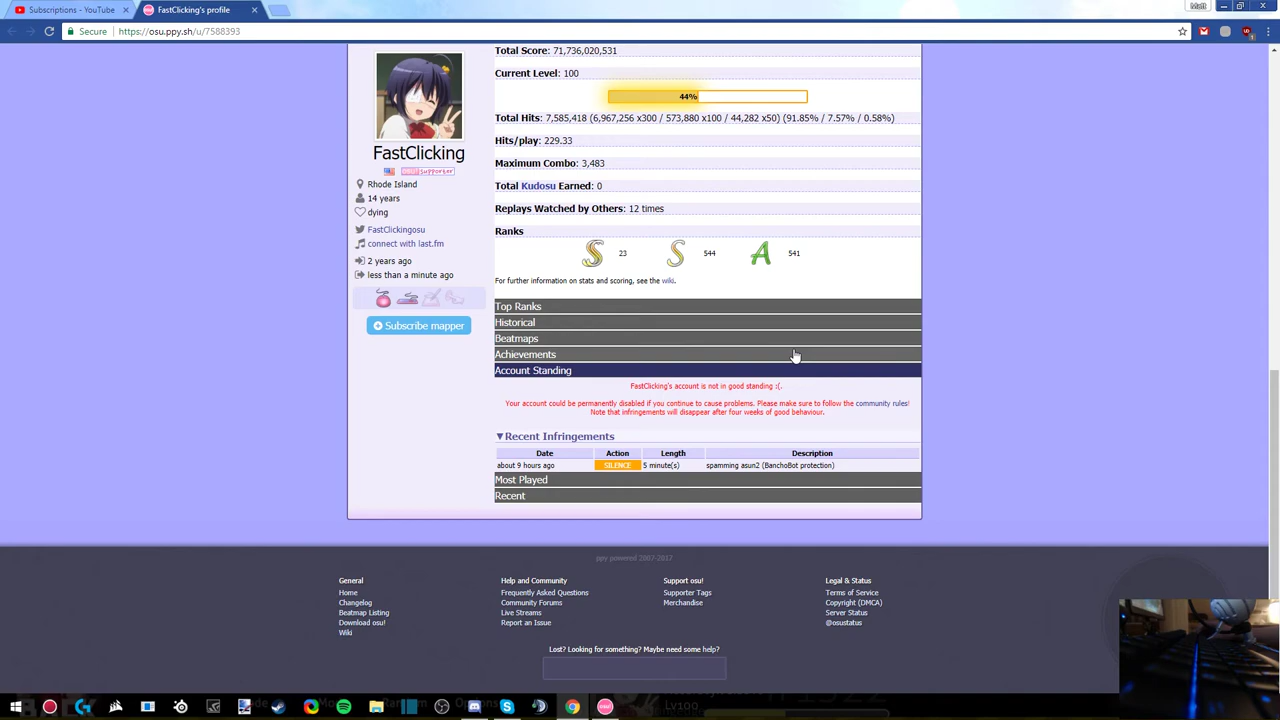 Subscriptions - YouTube
FastClicking's profile
Matt
Secure
https://osu.ppy.sh/u/7588393
Total Score: 71,736,020,531
Current Level: 100
44%
Total Hits: 7,585,418 (6,967,256 x300 / 573,880 x100 / 44,282 x50) (91.85% / 7.57% / 0.58%)
Hits/play: 229.33
Maximum Combo: 3,483
Total Kudosu Earned: 0
Replays Watched by Others: 12 times
Ranks
S 23 S 544 A 541
For further information on stats and scoring, see the wiki.
FastClicking
osu!supporter
Rhode Island
14 years
dying
FastClickingosu
connect with last.fm
2 years ago
less than a minute ago
Subscribe mapper
Top Ranks
Historical
Beatmaps
Achievements
Account Standing
FastClicking's account is not in good standing :(.
Your account could be permanently disabled if you continue to cause problems. Please make sure to follow the community rules!
Note that infringements will disappear after four weeks of good behaviour.
▼Recent Infringements
Date Action Length Description
about 9 hours ago SILENCE 5 minute(s) spamming asun2 (BanchoBot protection)
Most Played
Recent
ppy powered 2007-2017
General
Home
Changelog
Beatmap Listing
Download osu!
Wiki
Help and Community
Frequently Asked Questions
Community Forums
Live Streams
Report an Issue
Support osu!
Supporter Tags
Merchandise
Legal & Status
Terms of Service
Copyright (DMCA)
Server Status
@osustatus
Lost? Looking for something? Maybe need some help?
osu!
Lv100